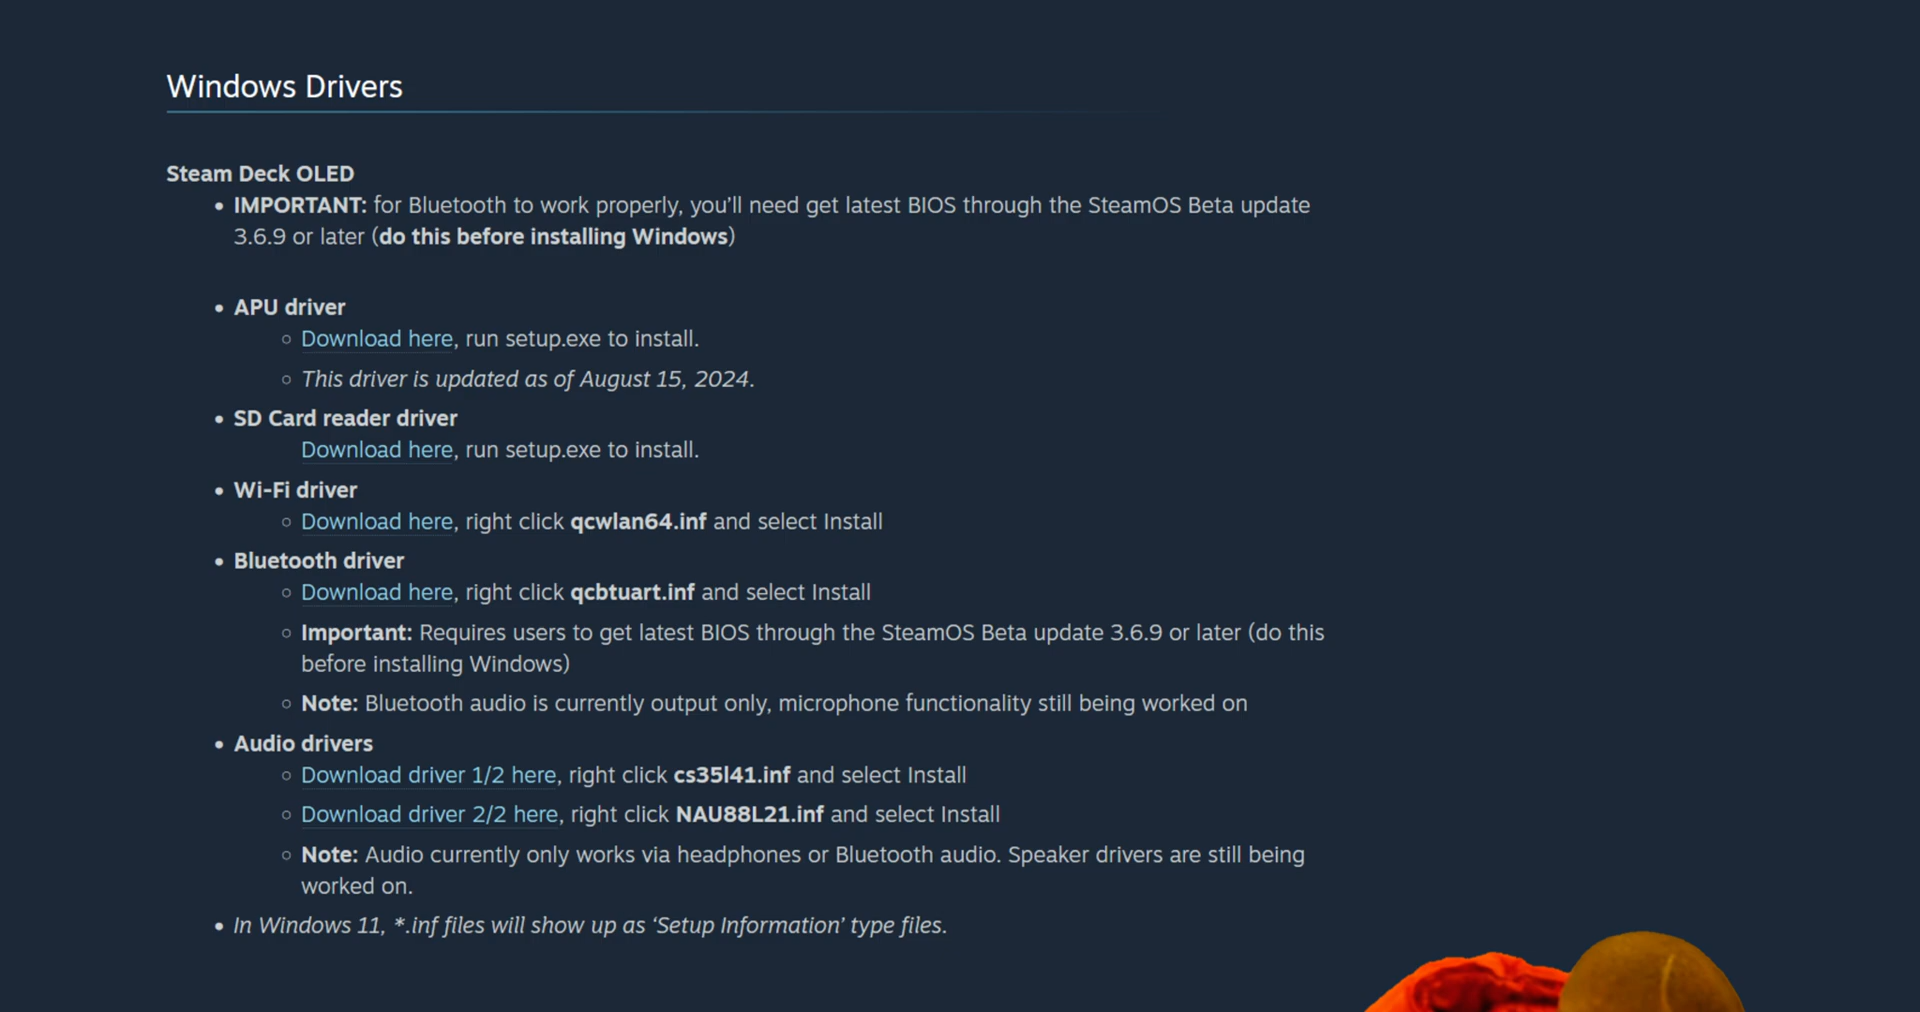 Windows Drivers
Steam Deck OLED
• IMPORTANT: for Bluetooth to work properly, you'll need get latest BIOS through the SteamOS Beta update
3.6.9 or later (do this before installing Windows)
• APU driver
◦ Download here, run setup.exe to install.
◦ This driver is updated as of August 15, 2024.
• SD Card reader driver
Download here, run setup.exe to install.
• Wi-Fi driver
◦ Download here, right click qcwlan64.inf and select Install
• Bluetooth driver
◦ Download here, right click qcbtuart.inf and select Install
◦ Important: Requires users to get latest BIOS through the SteamOS Beta update 3.6.9 or later (do this
before installing Windows)
◦ Note: Bluetooth audio is currently output only, microphone functionality still being worked on
• Audio drivers
◦ Download driver 1/2 here, right click cs35l41.inf and select Install
◦ Download driver 2/2 here, right click NAU88L21.inf and select Install
◦ Note: Audio currently only works via headphones or Bluetooth audio. Speaker drivers are still being
worked on.
• In Windows 11, *.inf files will show up as ‘Setup Information’ type files.